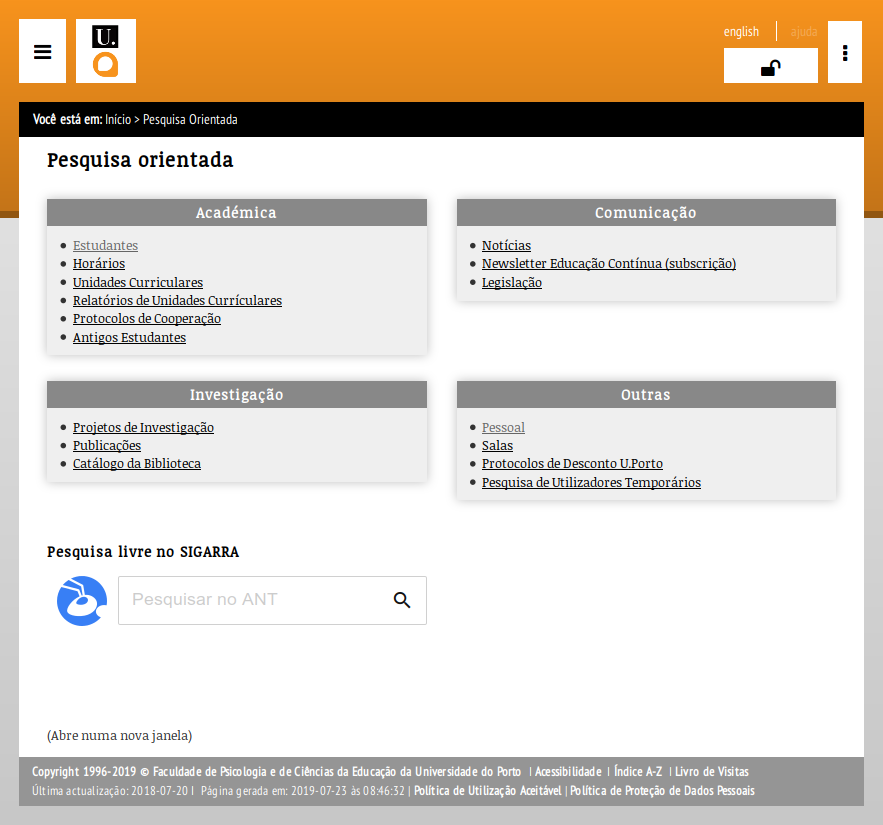 U.
english
ajuda
Você está em: Início > Pesquisa Orientada
Pesquisa orientada
Académica
Estudantes
Horários
Unidades Curriculares
Relatórios de Unidades Currículares
Protocolos de Cooperação
Antigos Estudantes
Comunicação
Notícias
Newsletter Educação Contínua (subscrição)
Legislação
Investigação
Projetos de Investigação
Publicações
Catálogo da Biblioteca
Outras
Pessoal
Salas
Protocolos de Desconto U.Porto
Pesquisa de Utilizadores Temporários
Pesquisa livre no SIGARRA
Pesquisar no ANT
(Abre numa nova janela)
Copyright 1996-2019 © Faculdade de Psicologia e de Ciências da Educação da Universidade do Porto I Acessibilidade I Índice A-Z I Livro de Visitas
Última actualização: 2018-07-20 I Página gerada em: 2019-07-23 às 08:46:32 | Política de Utilização Aceitável | Política de Proteção de Dados Pessoais